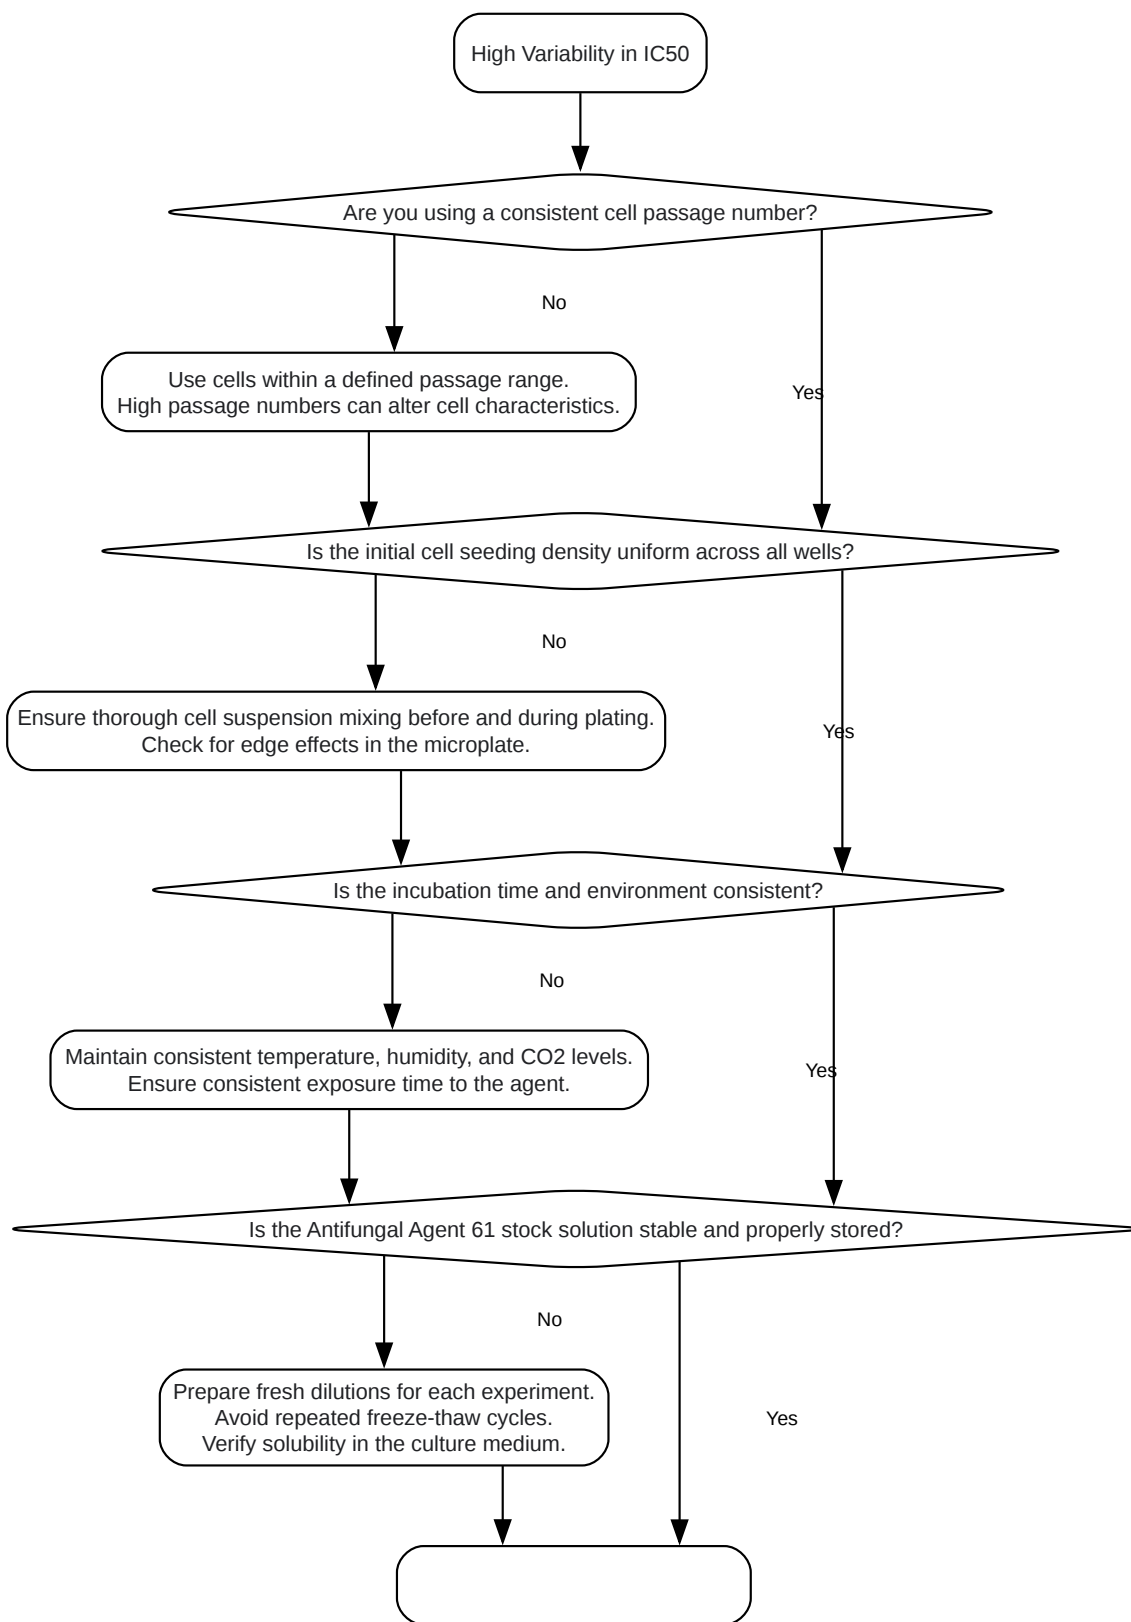 High Variability in IC50
Are you using a consistent cell passage number?
No
Use cells within a defined passage range.
High passage numbers can alter cell characteristics.
Yes
Is the initial cell seeding density uniform across all wells?
No
Ensure thorough cell suspension mixing before and during plating.
Check for edge effects in the microplate.
Yes
Is the incubation time and environment consistent?
No
Maintain consistent temperature, humidity, and CO2 levels.
Ensure consistent exposure time to the agent.
Yes
Is the Antifungal Agent 61 stock solution stable and properly stored?
No
Prepare fresh dilutions for each experiment.
Avoid repeated freeze-thaw cycles.
Verify solubility in the culture medium.
Yes